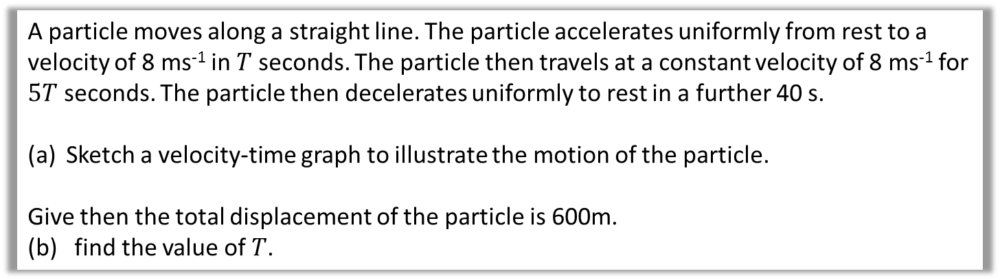 A particle moves along a straight line. The particle accelerates uniformly from rest to a
velocity of 8 ms⁻¹ in T seconds. The particle then travels at a constant velocity of 8 ms⁻¹ for
5T seconds. The particle then decelerates uniformly to rest in a further 40 s.
(a) Sketch a velocity-time graph to illustrate the motion of the particle.
Give then the total displacement of the particle is 600m.
(b) find the value of T.